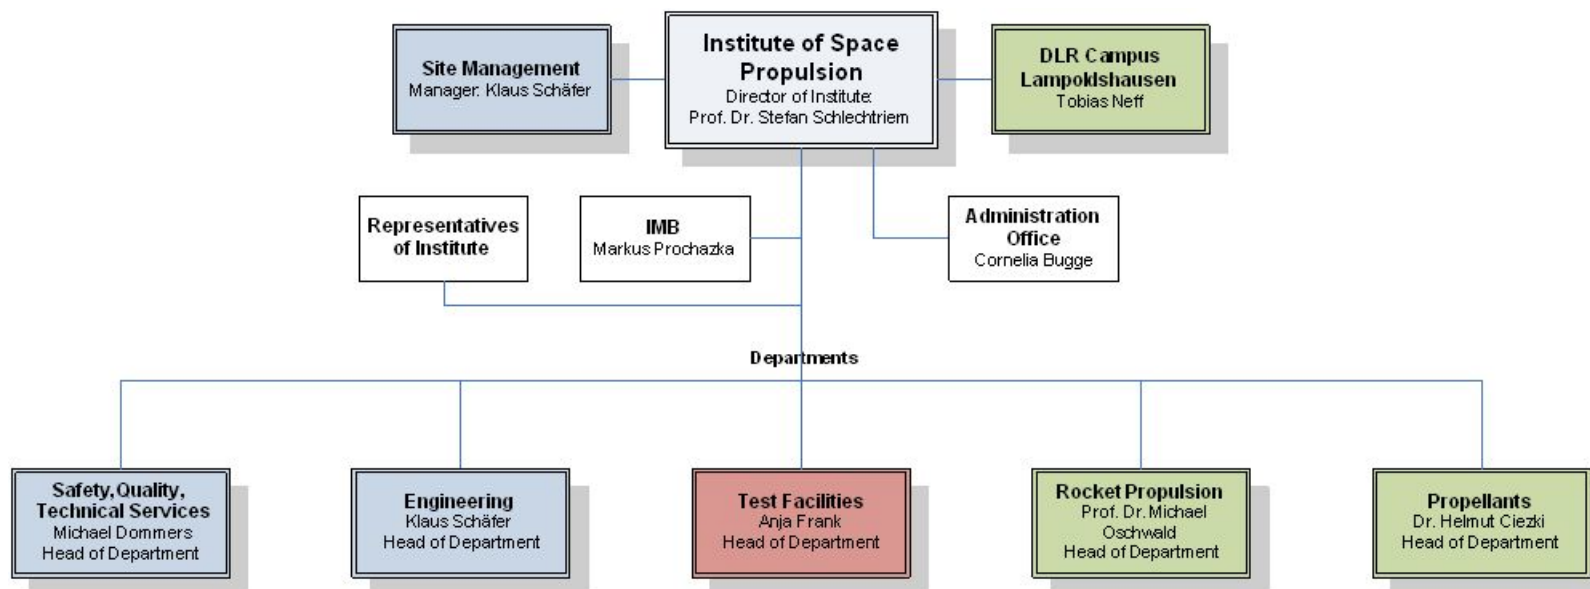 Institute of Space
Propulsion
Director of Institute:
Prof. Dr. Stefan Schlechtriem
Site Management
Manager: Klaus Schäfer
DLR Campus
Lampoldshausen
Tobias Neff
Representatives
of Institute
IMB
Markus Prochazka
Administration
Office
Cornelia Bugge
Departments
Safety, Quality,
Technical Services
Michael Dommers
Head of Department
Engineering
Klaus Schäfer
Head of Department
Test Facilities
Anja Frank
Head of Department
Rocket Propulsion
Prof. Dr. Michael
Oschwald
Head of Department
Propellants
Dr. Helmut Ciezki
Head of Department